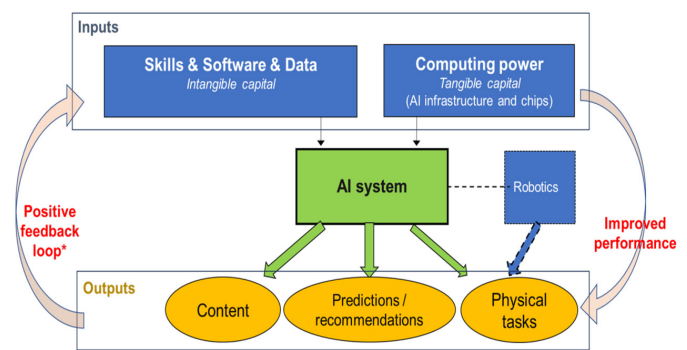 Inputs
Skills & Software & Data
Intangible capital
Computing power
Tangible capital
(AI infrastructure and chips)
AI system
Robotics
Positive
feedback
loop*
Improved
performance
Outputs
Content
Predictions /
recommendations
Physical
tasks